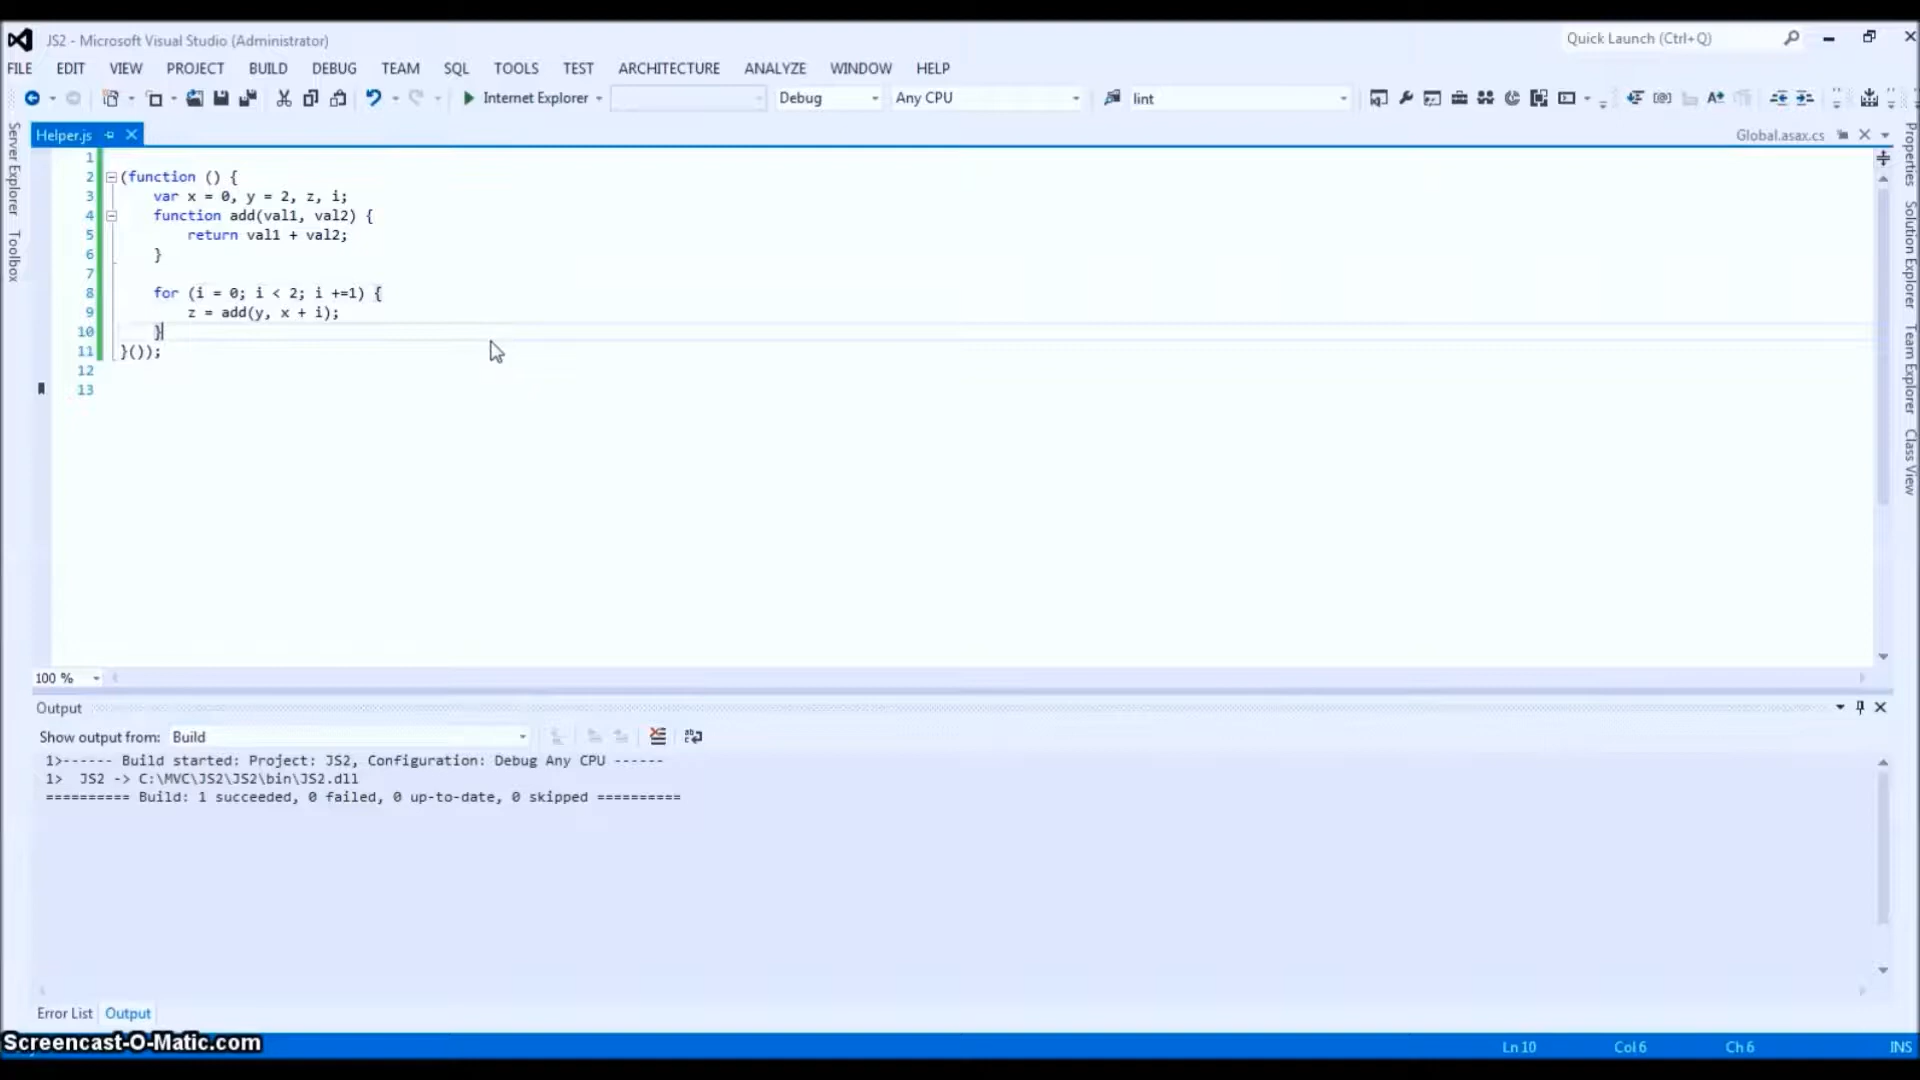 JS2 - Microsoft Visual Studio (Administrator)
Quick Launch (Ctrl+Q)
FILE EDIT VIEW PROJECT BUILD DEBUG TEAM SQL TOOLS TEST ARCHITECTURE ANALYZE WINDOW HELP
Internet Explorer Debug Any CPU lint
Helper.js
Global.asax.cs
Server Explorer
Toolbox
Properties
Solution Explorer
Team Explorer
Class View
1
2 (function () {
3 var x = 0, y = 2, z, i;
4 function add(val1, val2) {
5 return val1 + val2;
6 }
7
8 for (i = 0; i < 2; i +=1) {
9 z = add(y, x + i);
10 }
11 }());
12
13
100 %
Output
Show output from: Build
1>------ Build started: Project: JS2, Configuration: Debug Any CPU ------
1> JS2 -> C:\MVC\JS2\JS2\bin\JS2.dll
========== Build: 1 succeeded, 0 failed, 0 up-to-date, 0 skipped ==========
Error List Output
Screencast-O-Matic.com
Ln 10 Col 6 Ch 6 INS